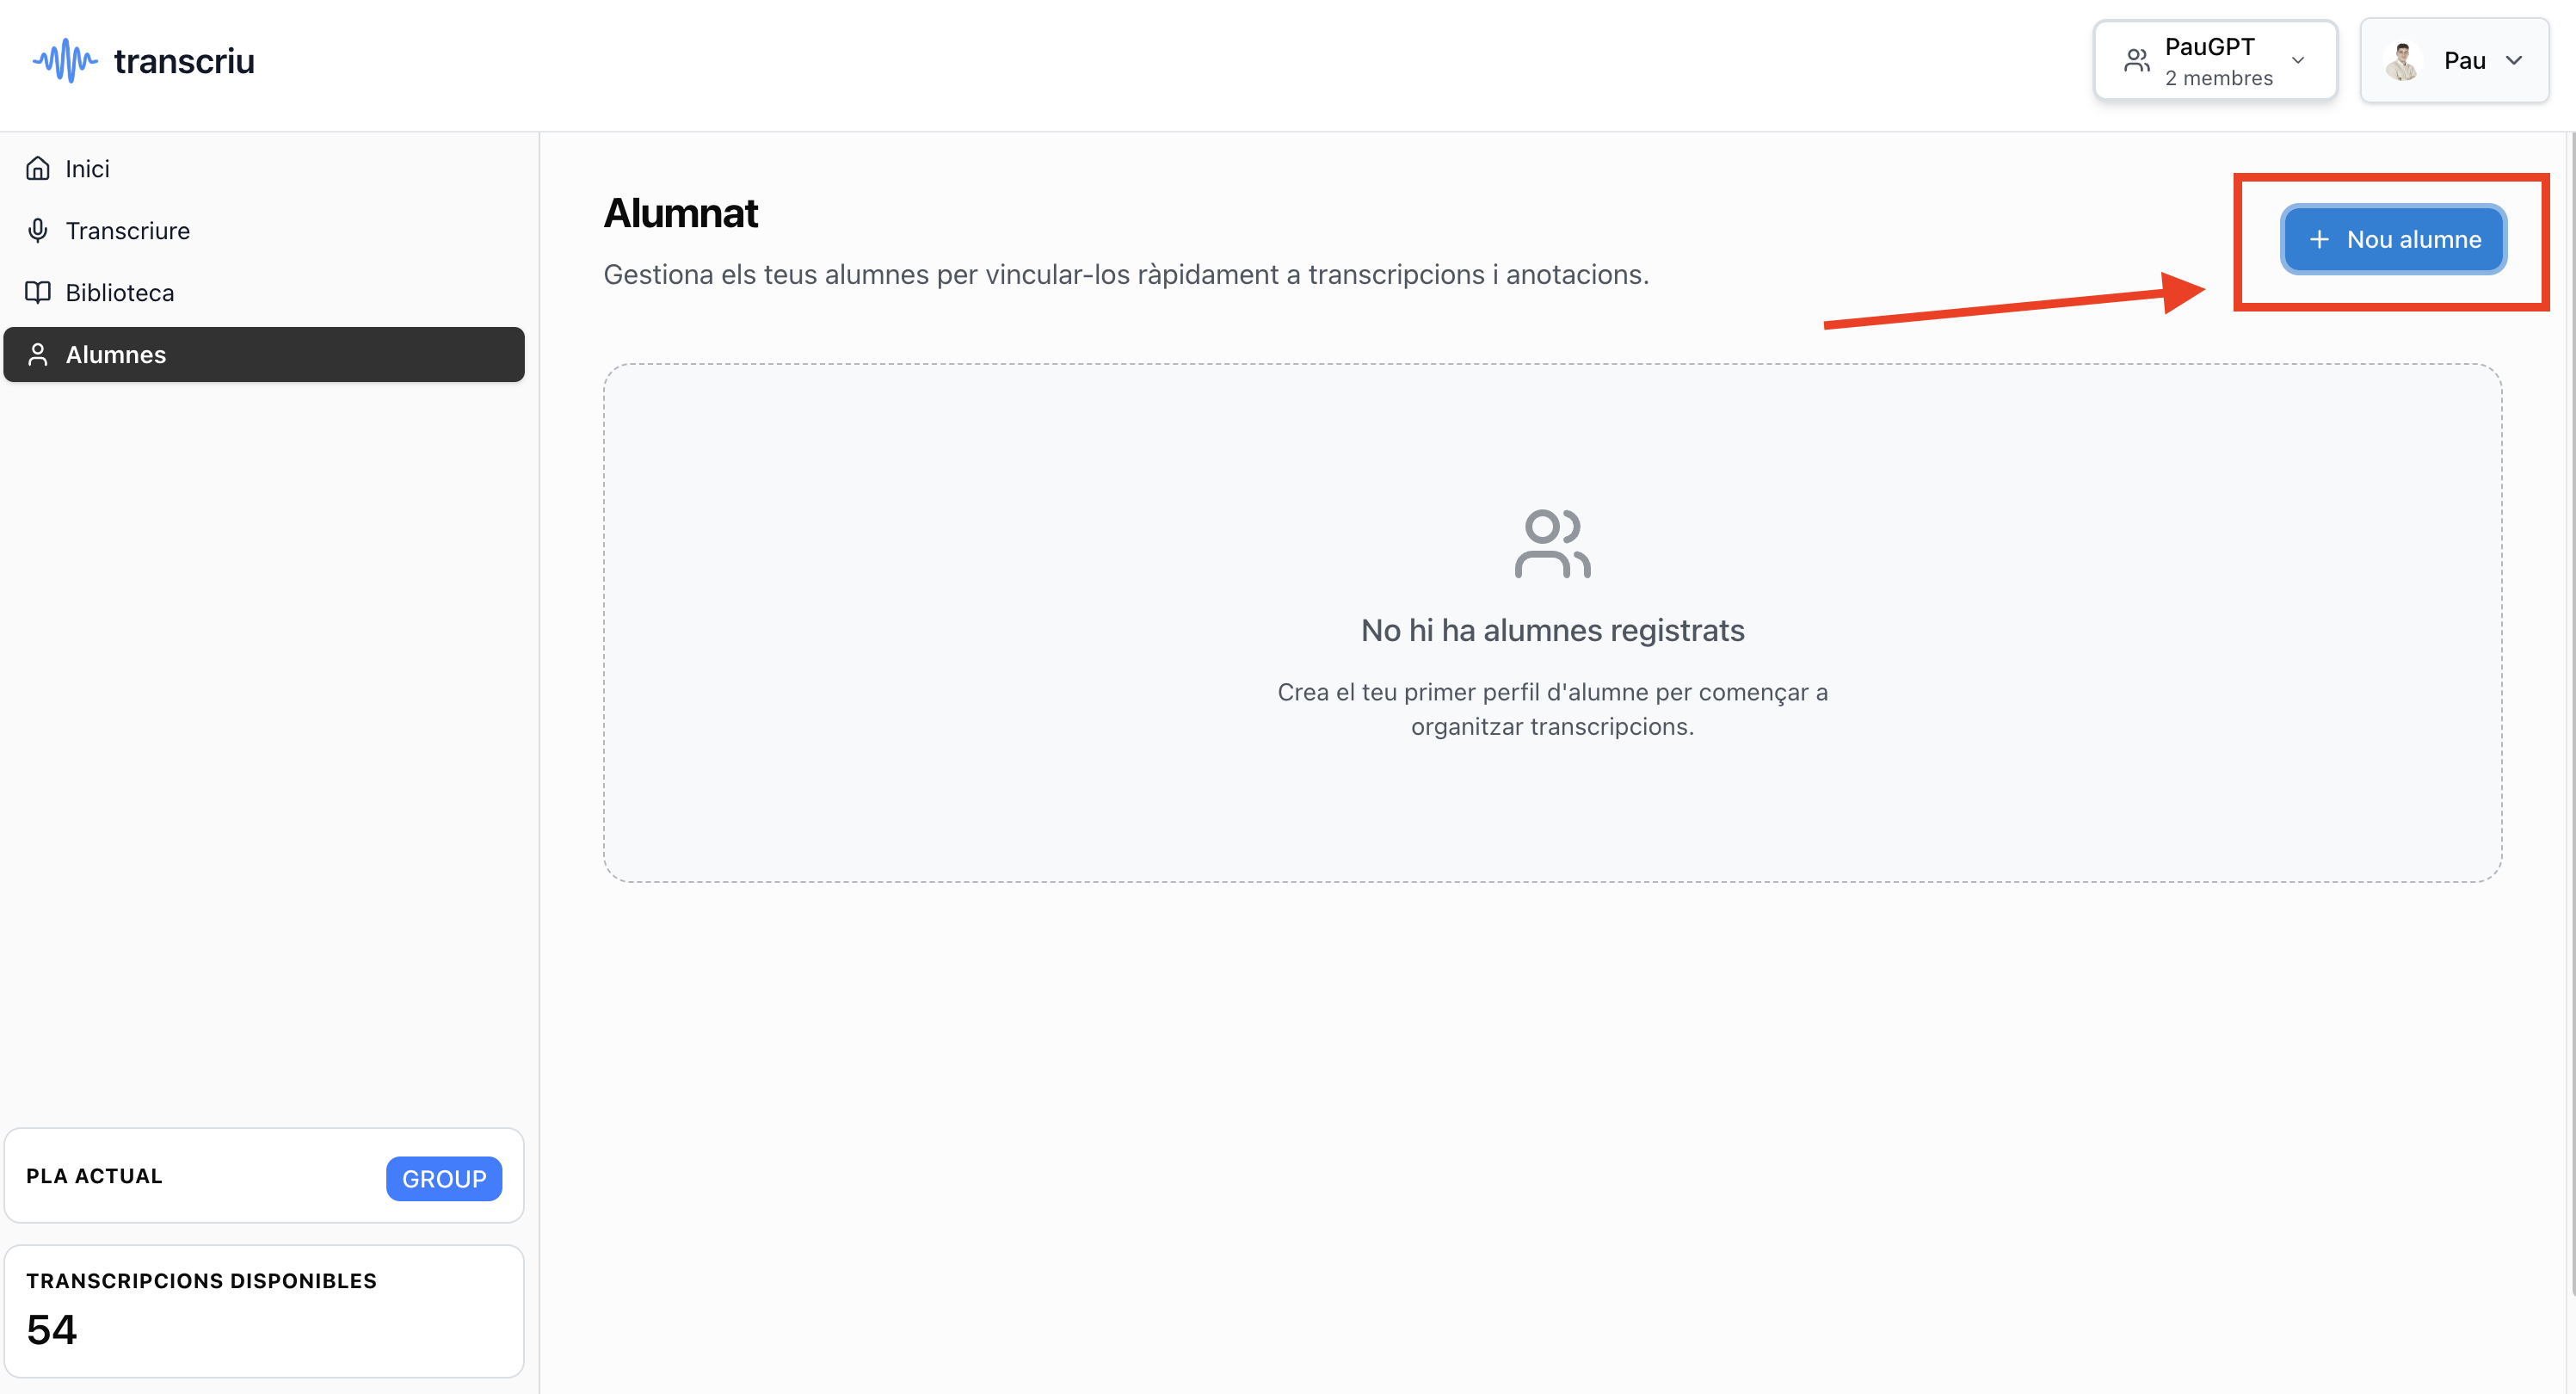 transcriu
PauGPT
2 membres
Pau
Inici
Transcriure
Biblioteca
Alumnes
Alumnat
Gestiona els teus alumnes per vincular-los ràpidament a transcripcions i anotacions.
Nou alumne
No hi ha alumnes registrats
Crea el teu primer perfil d'alumne per començar a
organitzar transcripcions.
PLA ACTUAL
GROUP
TRANSCRIPCIONS DISPONIBLES
54